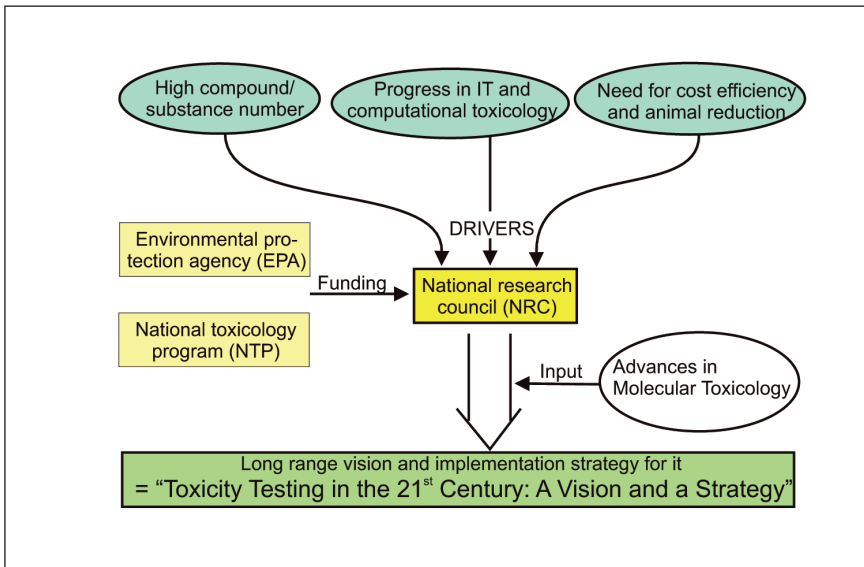 High compound/
substance number
Progress in IT and
computational toxicology
Need for cost efficiency
and animal reduction
DRIVERS
Environmental pro-
tection agency (EPA)
Funding
National research
council (NRC)
National toxicology
program (NTP)
Input
Advances in
Molecular Toxicology
Long range vision and implementation strategy for it
= “Toxicity Testing in the 21st Century: A Vision and a Strategy”